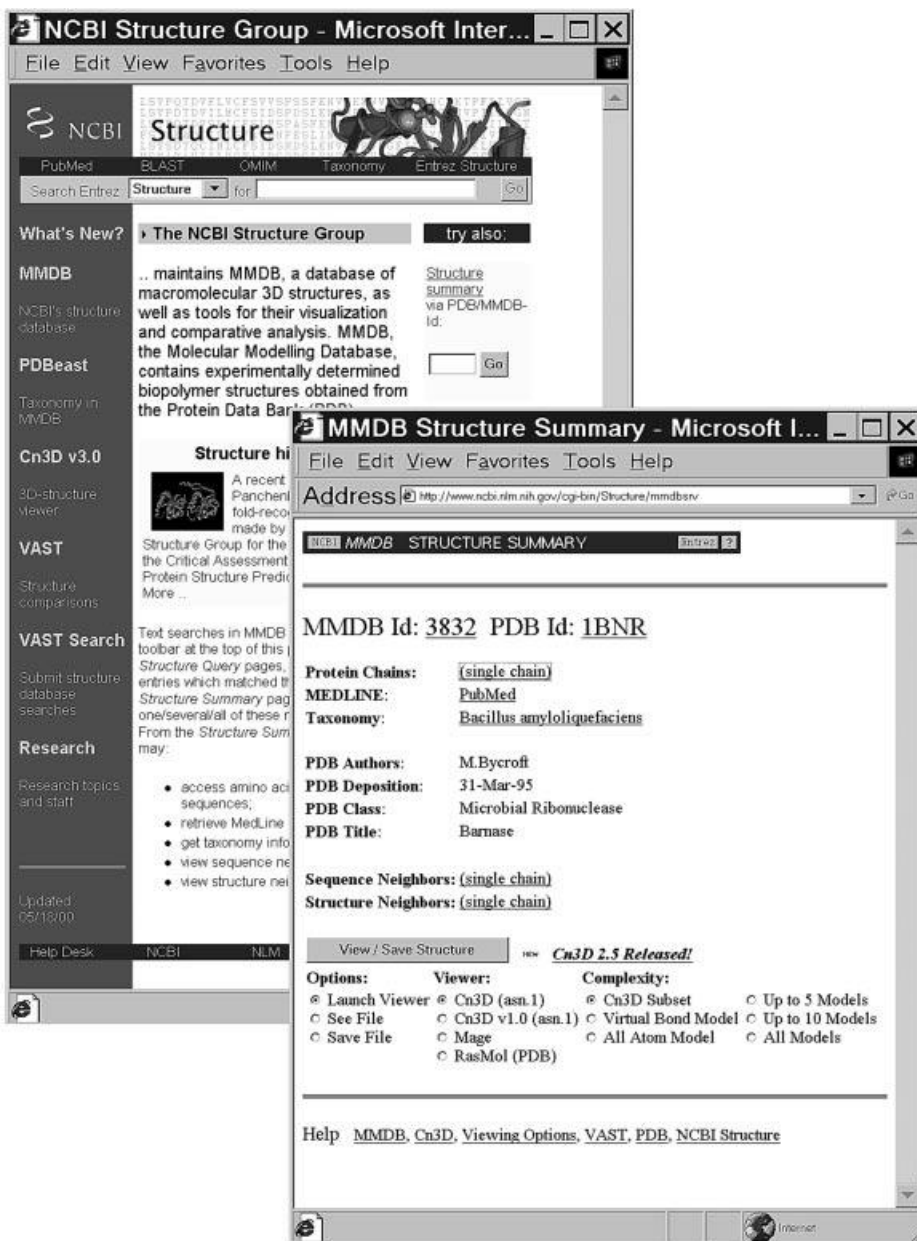 NCBI Structure Group - Microsoft Inter...
File Edit View Favorites Tools Help
NCBI
Structure
PubMed BLAST OMIM Taxonomy Entrez Structure
Search Entrez Structure for Go
What's New?
MMDB
NCBI's structure
database
PDBeast
Taxonomy in
MMDB
Cn3D v3.0
3D-structure
viewer
VAST
Structure
comparisons
VAST Search
Submit structure
database
searches
Research
Research topics
and staff
Updated
05/18/00
The NCBI Structure Group
.. maintains MMDB, a database of
macromolecular 3D structures, as
well as tools for their visualization
and comparative analysis. MMDB,
the Molecular Modelling Database,
contains experimentally determined
biopolymer structures obtained from
the Protein Data Bank (PDB)
try also:
Structure
summary
via PDB/MMDB-
Id:
Go
Structure hi
A recent
Panchenl
fold-reco
made by
Structure Group for the
the Critical Assessment
Protein Structure Predic
More ..
Text searches in MMDB
toolbar at the top of this
Structure Query pages,
entries which matched th
Structure Summary pag
one/several/all of these r
From the Structure Sum
may:
• access amino aci
sequences;
• retrieve MedLine
• get taxonomy info
• view sequence ne
• view structure nei
Help Desk NCBI NLM
MMDB Structure Summary - Microsoft I...
File Edit View Favorites Tools Help
Address http://www.ncbi.nlm.nih.gov/cgi-bin/Structure/mmdbsrv Go
NCBI MMDB STRUCTURE SUMMARY Entrez ?
MMDB Id: 3832 PDB Id: 1BNR
Protein Chains: (single chain)
MEDLINE: PubMed
Taxonomy: Bacillus amyloliquefaciens
PDB Authors: M.Bycroft
PDB Deposition: 31-Mar-95
PDB Class: Microbial Ribonuclease
PDB Title: Barnase
Sequence Neighbors: (single chain)
Structure Neighbors: (single chain)
View / Save Structure NEW Cn3D 2.5 Released!
Options: Viewer: Complexity:
Launch Viewer Cn3D (asn.1) Cn3D Subset Up to 5 Models
See File Cn3D v1.0 (asn.1) Virtual Bond Model Up to 10 Models
Save File Mage All Atom Model All Models
RasMol (PDB)
Help MMDB, Cn3D, Viewing Options, VAST, PDB, NCBI Structure
Internet